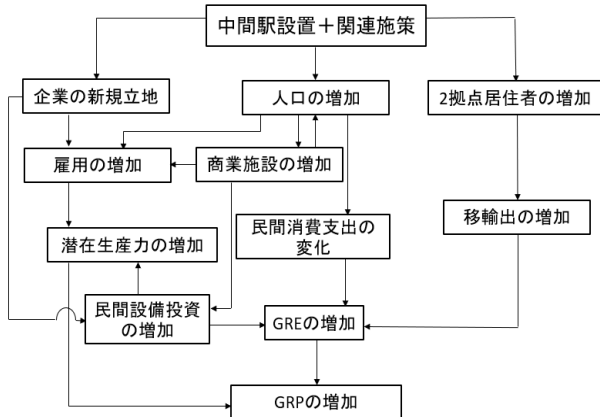 中間駅設置＋関連施策
企業の新規立地
人口の増加
2拠点居住者の増加
雇用の増加
商業施設の増加
移輸出の増加
潜在生産力の増加
民間消費支出の
変化
民間設備投資
の増加
GREの増加
GRPの増加